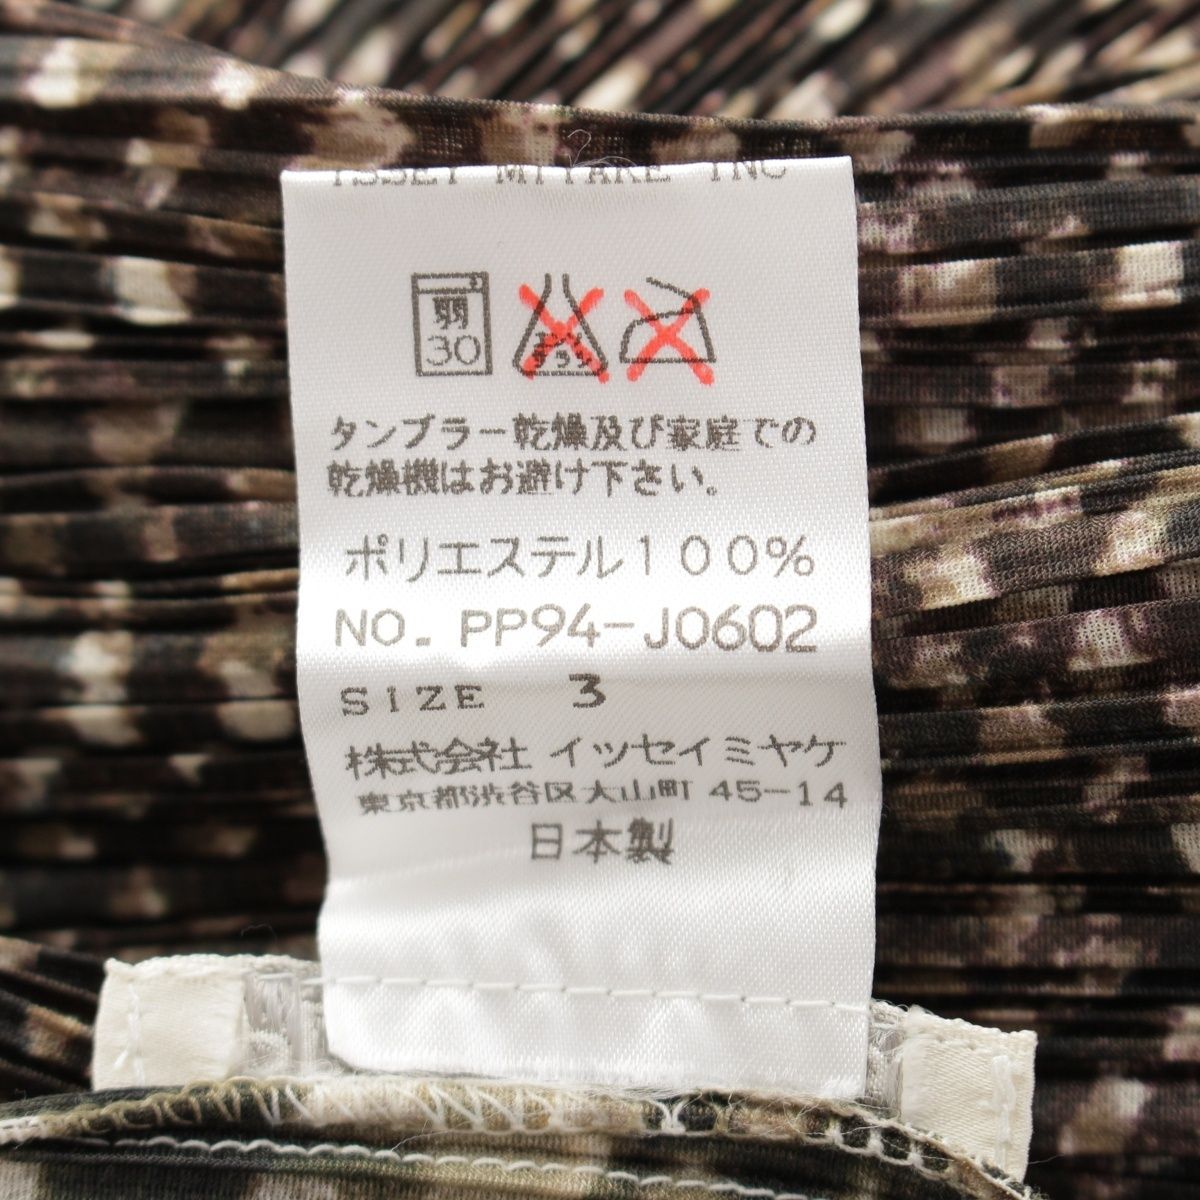 ISSEY MIYAKE INC
弱
30
タンブラー乾燥及び家庭での
乾燥機はお避け下さい。
ポリエステル100%
NO. PP94-J0602
SIZE 3
株式会社 イッセイミヤケ
東京都渋谷区大山町 45-14
日本製